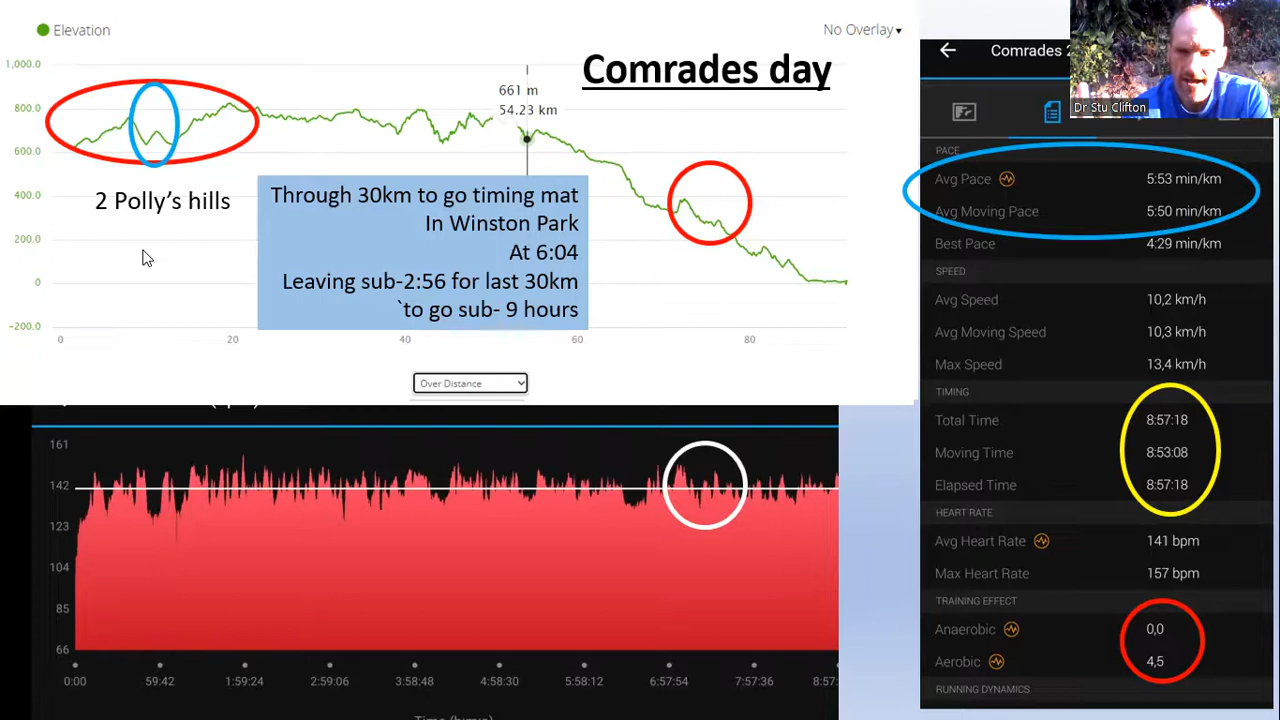 Elevation
No Overlay
Comrades day
1,000.0
800.0
600.0
400.0
200.0
0
-200.0
661 m
54.23 km
2 Polly's hills
Through 30km to go timing mat
In Winston Park
At 6:04
Leaving sub-2:56 for last 30km
`to go sub- 9 hours
0
20
40
60
80
Over Distance
161
142
123
104
85
66
0:00
59:42
1:59:24
2:59:06
3:58:48
4:58:30
5:58:12
6:57:54
7:57:36
8:57:
Comrades 2
Dr Stu Clifton
PACE
Avg Pace 5:53 min/km
Avg Moving Pace 5:50 min/km
Best Pace 4:29 min/km
SPEED
Avg Speed 10,2 km/h
Avg Moving Speed 10,3 km/h
Max Speed 13,4 km/h
TIMING
Total Time 8:57:18
Moving Time 8:53:08
Elapsed Time 8:57:18
HEART RATE
Avg Heart Rate 141 bpm
Max Heart Rate 157 bpm
TRAINING EFFECT
Anaerobic 0,0
Aerobic 4,5
RUNNING DYNAMICS